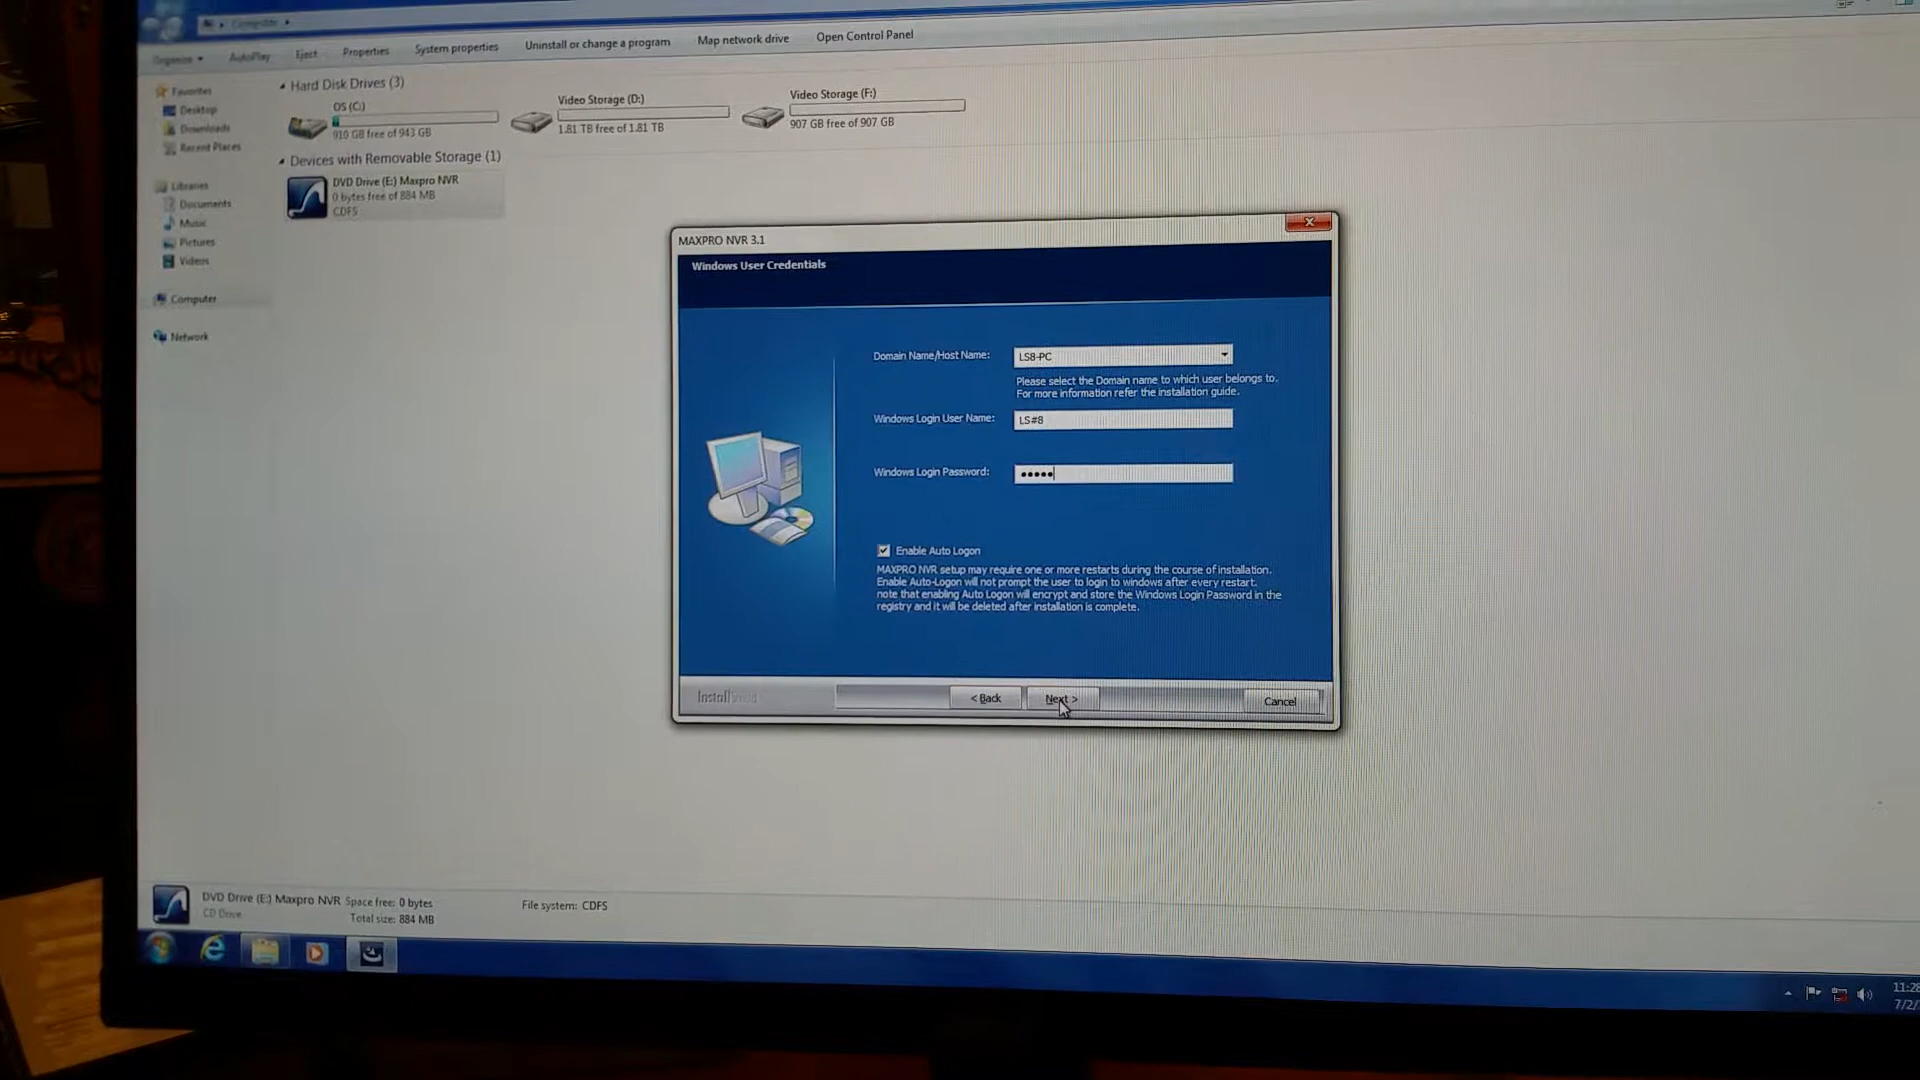 Computer
Organize
AutoPlay
Eject
Properties
System properties
Uninstall or change a program
Map network drive
Open Control Panel
Favorites
Desktop
Downloads
Recent Places
Libraries
Documents
Music
Pictures
Videos
Computer
Network
Hard Disk Drives (3)
OS (C:)
910 GB free of 943 GB
Video Storage (D:)
1.81 TB free of 1.81 TB
Video Storage (F:)
907 GB free of 907 GB
Devices with Removable Storage (1)
DVD Drive (E:) Maxpro NVR
0 bytes free of 884 MB
CDFS
MAXPRO NVR 3.1
Windows User Credentials
Domain Name/Host Name:
LS8-PC
Please select the Domain name to which user belongs to.
For more information refer the installation guide.
Windows Login User Name:
LS#8
Windows Login Password:
•••••
Enable Auto Logon
MAXPRO NVR setup may require one or more restarts during the course of installation.
Enable Auto-Logon will not prompt the user to login to windows after every restart.
note that enabling Auto Logon will encrypt and store the Windows Login Password in the
registry and it will be deleted after installation is complete.
InstallShield
< Back
Next >
Cancel
DVD Drive (E:) Maxpro NVR Space free: 0 bytes
File system: CDFS
CD Drive
Total size: 884 MB
11:28
7/2/